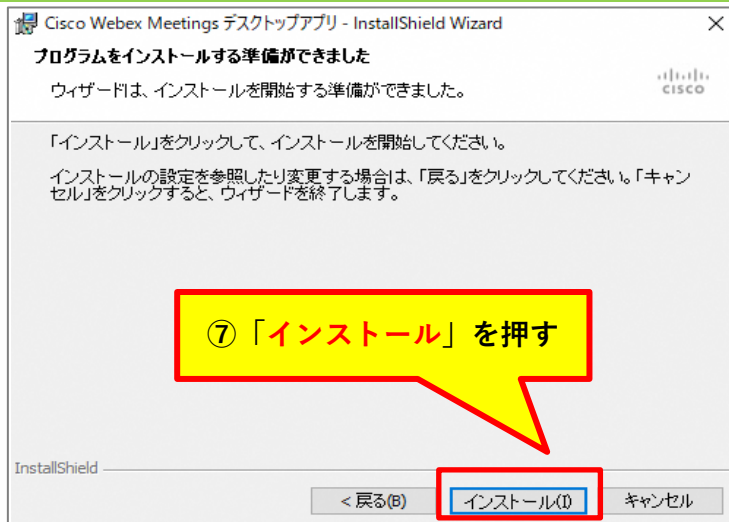 Cisco Webex Meetings デスクトップアプリ - InstallShield Wizard
プログラムをインストールする準備ができました
ウィザードは、インストールを開始する準備ができました。
cisco
「インストール」をクリックして、インストールを開始してください。
インストールの設定を参照したり変更する場合は、「戻る」をクリックしてください。「キャン
セル」をクリックすると、ウィザードを終了します。
⑦「インストール」を押す
InstallShield
< 戻る(B)
インストール(I)
キャンセル